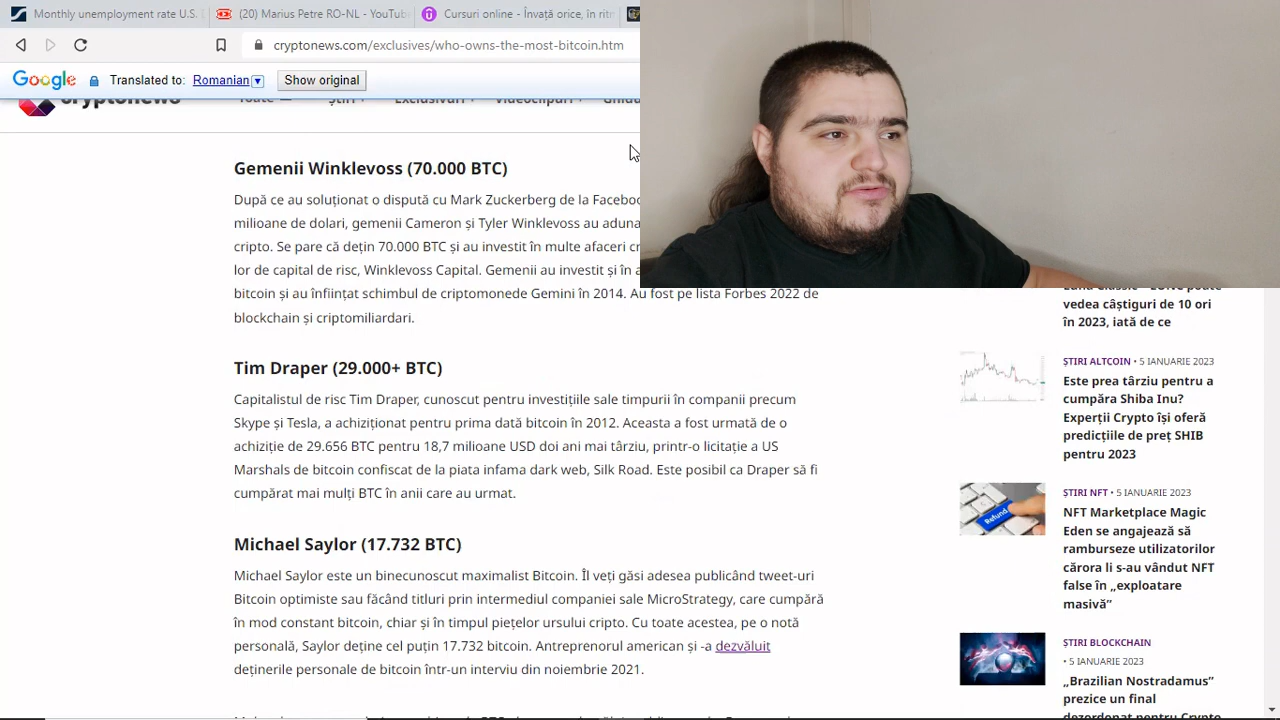 Monthly unemployment rate U.S.
(20) Marius Petre RO-NL - YouTu
Cursuri online - Învață orice, în ritm
cryptonews.com/exclusives/who-owns-the-most-bitcoin.htm
Google Translated to: Romanian Show original
cryptonews Toate Știri Exclusivuri Videoclipuri
Gemenii Winklevoss (70.000 BTC)
După ce au soluționat o dispută cu Mark Zuckerberg de la
milioane de dolari, gemenii Cameron și Tyler Winklevoss au
cripto. Se pare că dețin 70.000 BTC și au investit în multe afaceri
lor de capital de risc, Winklevoss Capital. Gemenii au investit și în
bitcoin și au înființat schimbul de criptomonede Gemini în 2014. Au fost pe lista Forbes 2022 de
blockchain și criptomiliardari.
Tim Draper (29.000+ BTC)
Capitalistul de risc Tim Draper, cunoscut pentru investițiile sale timpurii în companii precum
Skype și Tesla, a achiziționat pentru prima dată bitcoin în 2012. Aceasta a fost urmată de o
achiziție de 29.656 BTC pentru 18,7 milioane USD doi ani mai târziu, printr-o licitație a US
Marshals de bitcoin confiscat de la piata infama dark web, Silk Road. Este posibil ca Draper să fi
cumpărat mai mulți BTC în anii care au urmat.
Michael Saylor (17.732 BTC)
Michael Saylor este un binecunoscut maximalist Bitcoin. Îl veți găsi adesea publicând tweet-uri
Bitcoin optimiste sau făcând titluri prin intermediul companiei sale MicroStrategy, care cumpără
în mod constant bitcoin, chiar și în timpul piețelor ursului cripto. Cu toate acestea, pe o notă
personală, Saylor deține cel puțin 17.732 bitcoin. Antreprenorul american și -a dezvăluit
deținerile personale de bitcoin într-un interviu din noiembrie 2021.
vedea câștiguri de 10 ori
în 2023, iată de ce
ȘTIRI ALTCOIN • 5 IANUARIE 2023
Este prea târziu pentru a
cumpăra Shiba Inu?
Experții Crypto își oferă
predicțiile de preț SHIB
pentru 2023
Refund
ȘTIRI NFT • 5 IANUARIE 2023
NFT Marketplace Magic
Eden se angajează să
ramburseze utilizatorilor
cărora li s-au vândut NFT
false în „exploatare
masivă”
ȘTIRI BLOCKCHAIN
• 5 IANUARIE 2023
„Brazilian Nostradamus”
prezice un final
dezordonat pentru Crypto